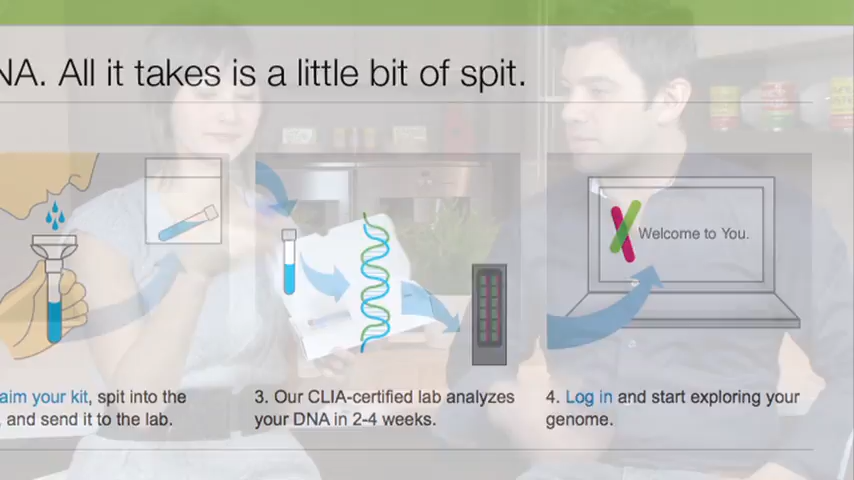 NA. All it takes is a little bit of spit.
Welcome to You.
aim your kit, spit into the
, and send it to the lab.
3. Our CLIA-certified lab analyzes
your DNA in 2-4 weeks.
4. Log in and start exploring your
genome.